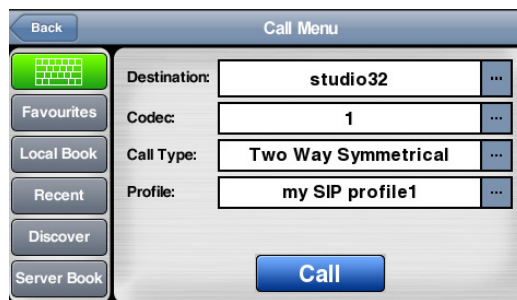 Back
Call Menu
Destination: studio32 ...
Favourites
Codec: 1 ...
Local Book
Call Type: Two Way Symmetrical ...
Recent
Profile: my SIP profile1 ...
Discover
Server Book
Call